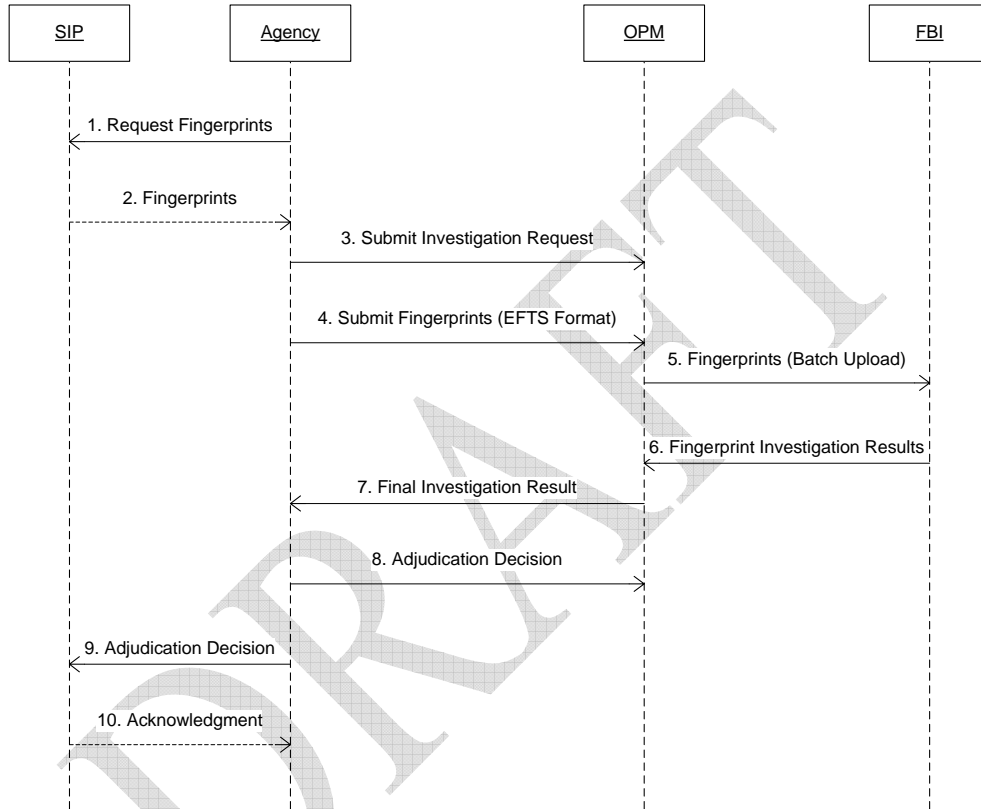 SIP
Agency
OPM
FBI
1. Request Fingerprints
2. Fingerprints
3. Submit Investigation Request
4. Submit Fingerprints (EFTS Format)
5. Fingerprints (Batch Upload)
6. Fingerprint Investigation Results
7. Final Investigation Result
8. Adjudication Decision
9. Adjudication Decision
10. Acknowledgment
DRAFT